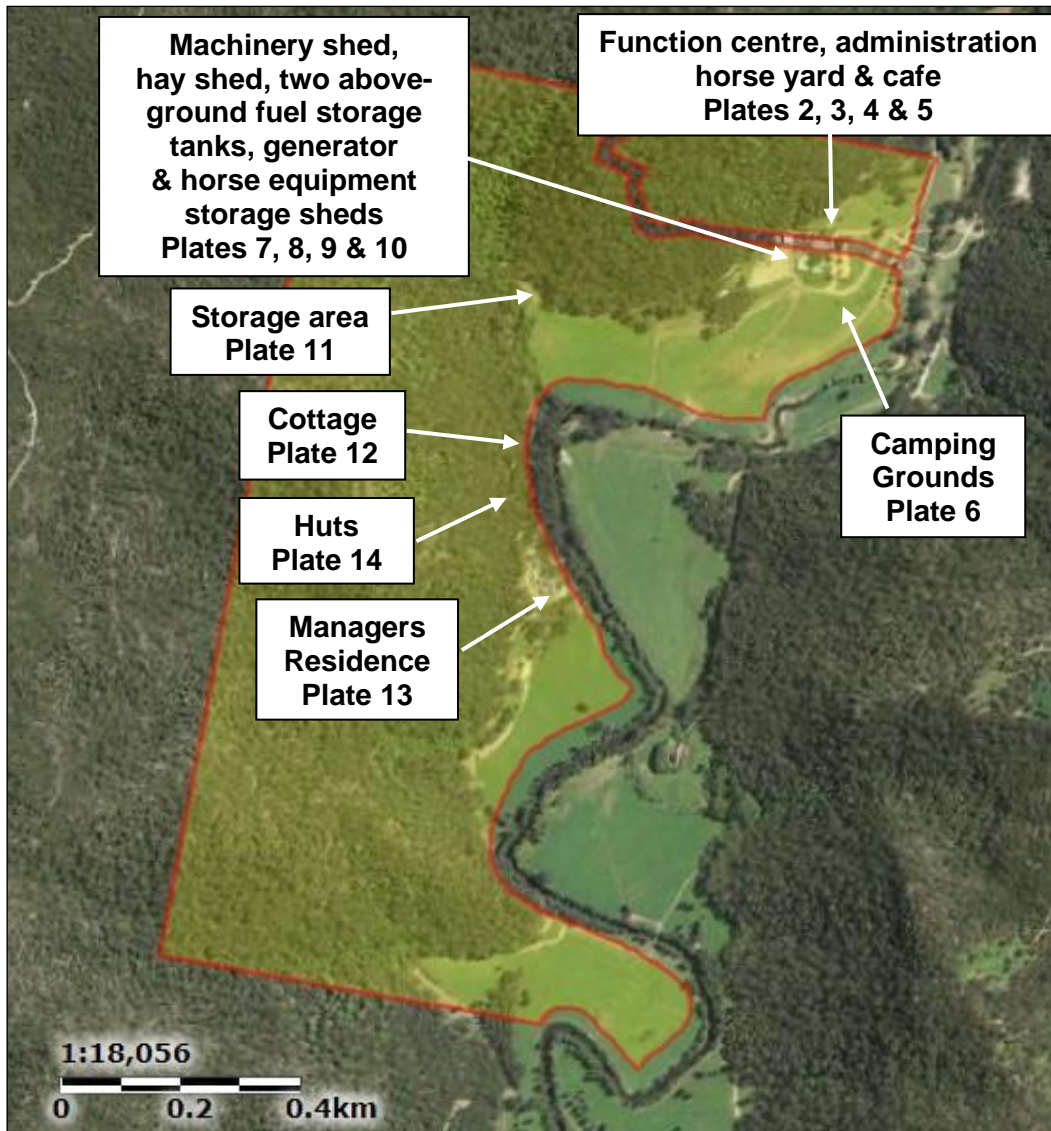 Machinery shed,
hay shed, two above-
ground fuel storage
tanks, generator
& horse equipment
storage sheds
Plates 7, 8, 9 & 10
Function centre, administration
horse yard & cafe
Plates 2, 3, 4 & 5
Storage area
Plate 11
Cottage
Plate 12
Camping
Grounds
Plate 6
Huts
Plate 14
Managers
Residence
Plate 13
1:18,056
0 0.2 0.4km